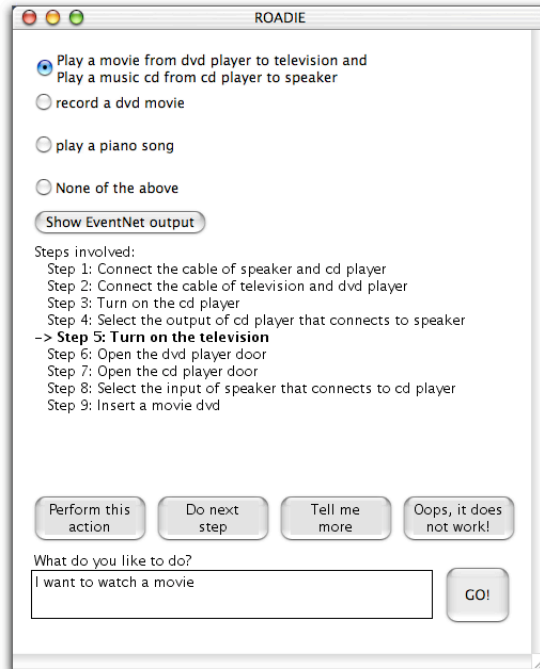 ROADIE
Play a movie from dvd player to television and
Play a music cd from cd player to speaker
record a dvd movie
play a piano song
None of the above
Show EventNet output
Steps involved:
Step 1: Connect the cable of speaker and cd player
Step 2: Connect the cable of television and dvd player
Step 3: Turn on the cd player
Step 4: Select the output of cd player that connects to speaker
-> Step 5: Turn on the television
Step 6: Open the dvd player door
Step 7: Open the cd player door
Step 8: Select the input of speaker that connects to cd player
Step 9: Insert a movie dvd
Perform this
action
Do next
step
Tell me
more
Oops, it does
not work!
What do you like to do?
I want to watch a movie
GO!